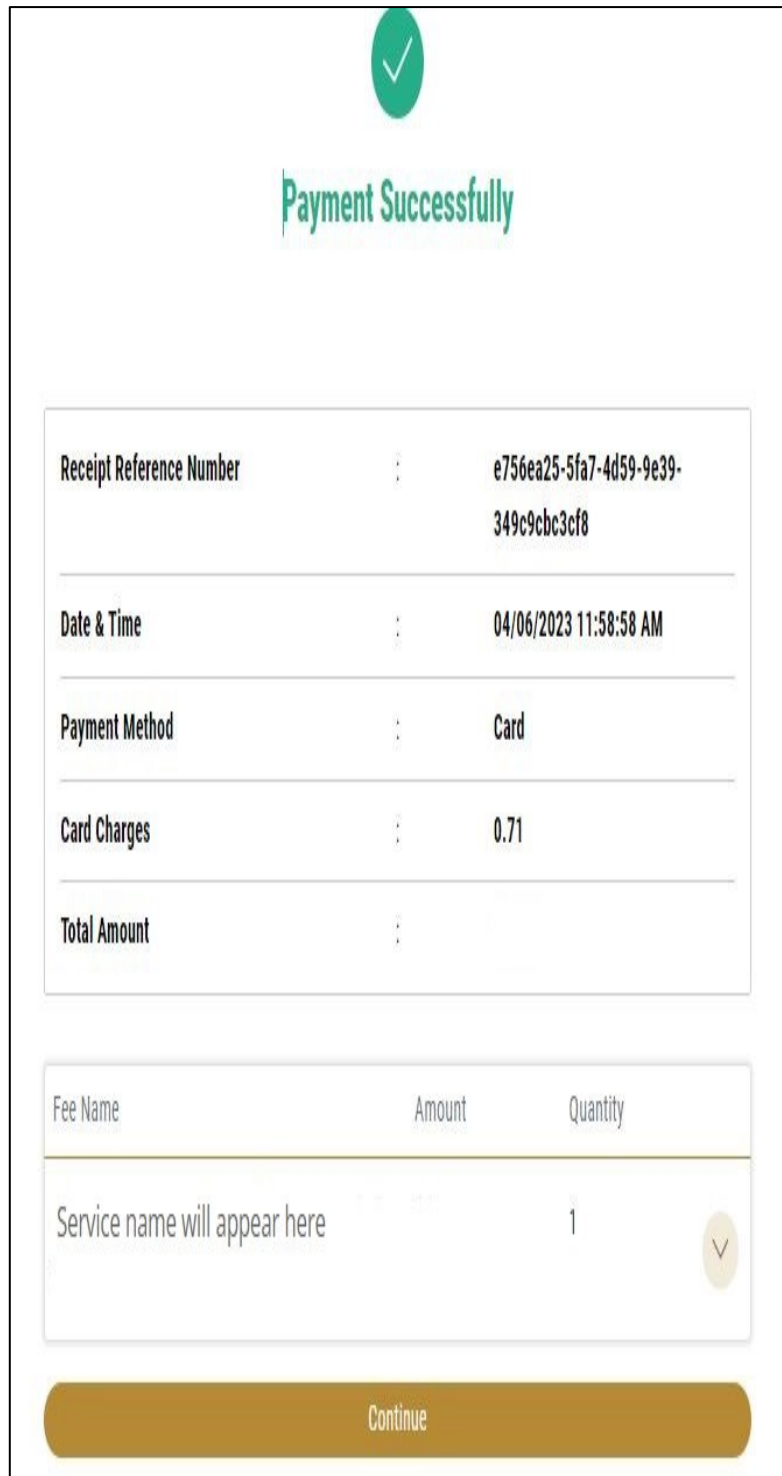 Payment Successfully
Receipt Reference Number : e756ea25-5fa7-4d59-9e39-
349c9cbc3cf8
Date & Time : 04/06/2023 11:58:58 AM
Payment Method : Card
Card Charges : 0.71
Total Amount :
Fee Name Amount Quantity
Service name will appear here 1
Continue